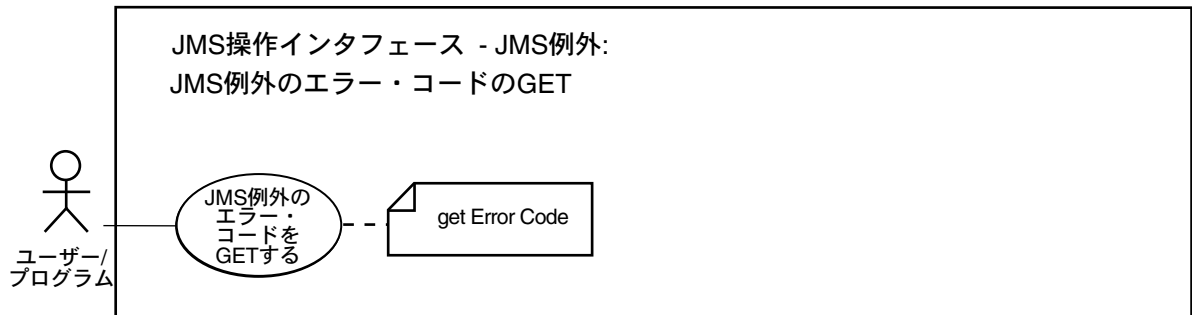 JMS操作インタフェース - JMS例外:
JMS例外のエラー・コードのGET
JMS例外の
エラー・
コードを
GETする
get Error Code
ユーザー/
プログラム